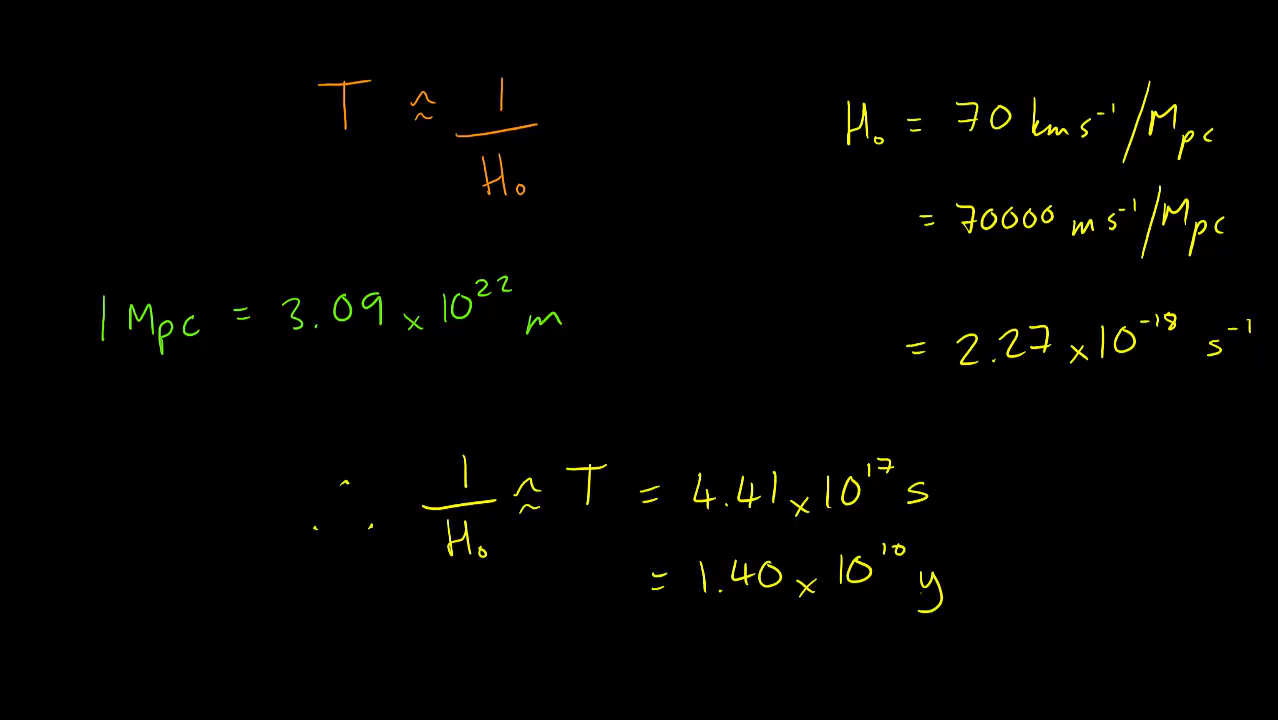 T ≈ 1/H₀
H₀ = 70 km s⁻¹/Mpc
= 70000 m s⁻¹/Mpc
1 Mpc = 3.09 × 10²² m
= 2.27 × 10⁻¹⁸ s⁻¹
∴ 1/H₀ ≈ T = 4.41 × 10¹⁷ s
= 1.40 × 10¹⁰ y